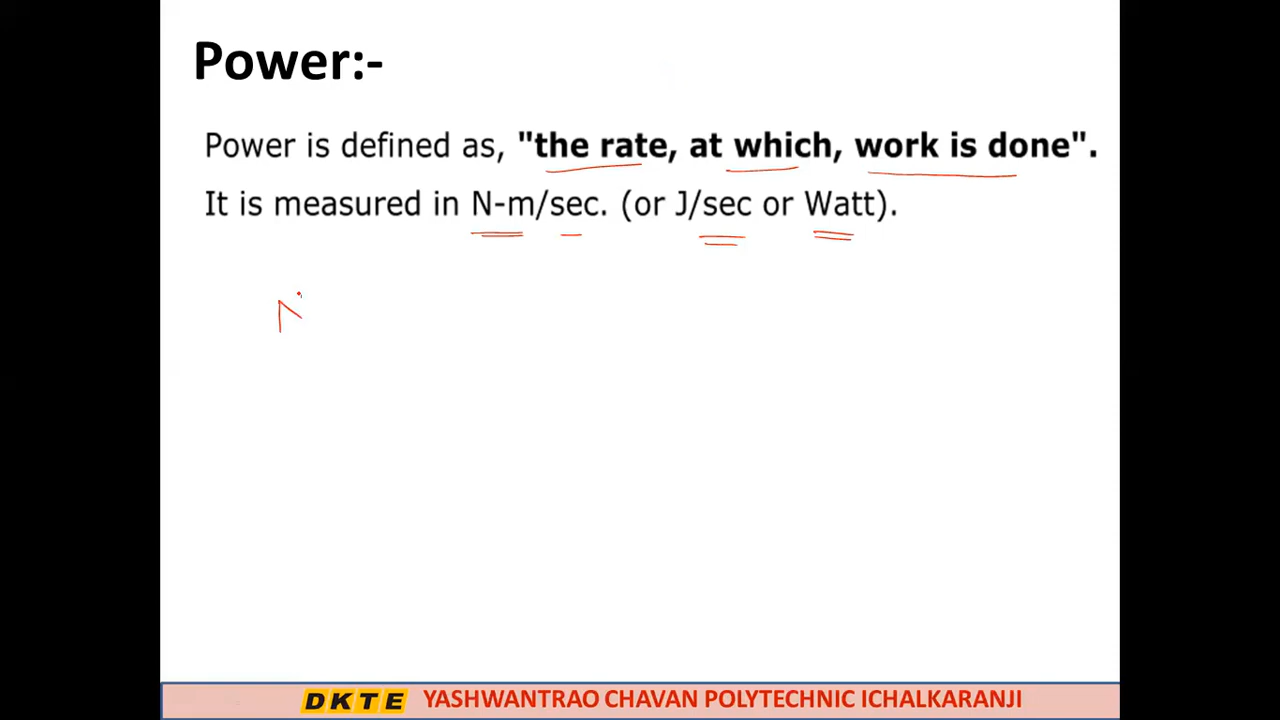 Power:-
Power is defined as, "the rate, at which, work is done".
It is measured in N-m/sec. (or J/sec or Watt).
DKTE YASHWANTRAO CHAVAN POLYTECHNIC ICHALKARANJI